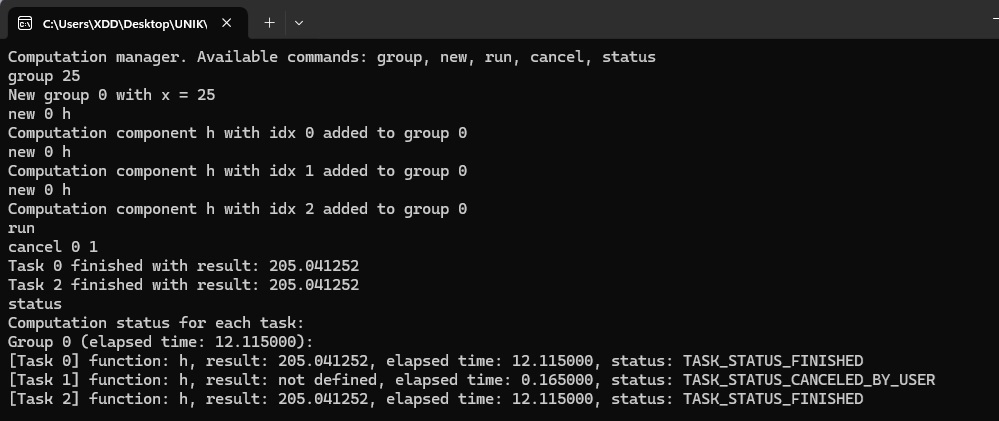 C:\Users\XDD\Desktop\UNIK\
Computation manager. Available commands: group, new, run, cancel, status
group 25
New group 0 with x = 25
new 0 h
Computation component h with idx 0 added to group 0
new 0 h
Computation component h with idx 1 added to group 0
new 0 h
Computation component h with idx 2 added to group 0
run
cancel 0 1
Task 0 finished with result: 205.041252
Task 2 finished with result: 205.041252
status
Computation status for each task:
Group 0 (elapsed time: 12.115000):
[Task 0] function: h, result: 205.041252, elapsed time: 12.115000, status: TASK_STATUS_FINISHED
[Task 1] function: h, result: not defined, elapsed time: 0.165000, status: TASK_STATUS_CANCELED_BY_USER
[Task 2] function: h, result: 205.041252, elapsed time: 12.115000, status: TASK_STATUS_FINISHED